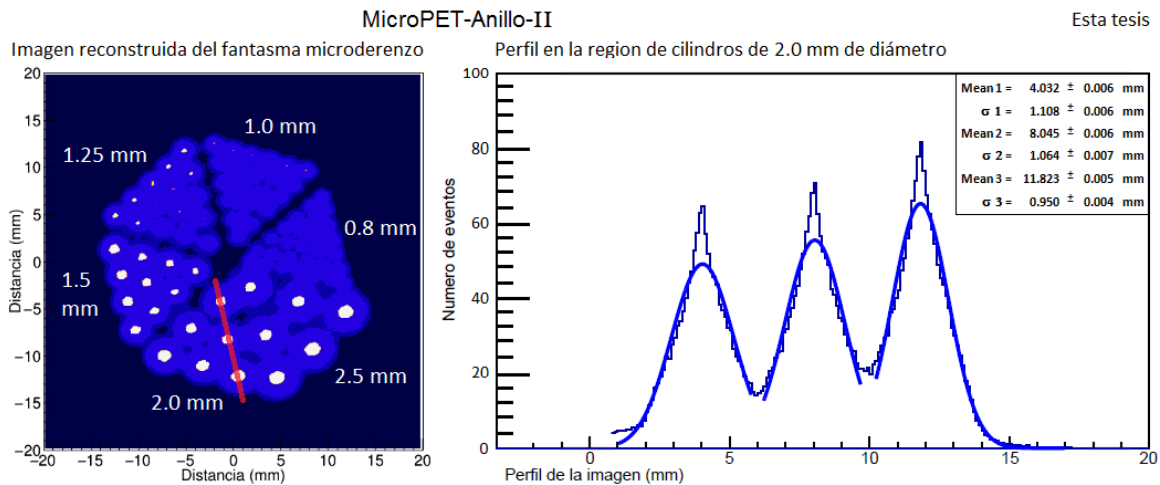 MicroPET-Anillo-II
Esta tesis
Imagen reconstruida del fantasma microderenzo
Perfil en la region de cilindros de 2.0 mm de diámetro
20
15
10
5
0
−5
−10
−15
−20
Distancia (mm)
1.0 mm
1.25 mm
0.8 mm
1.5
mm
2.5 mm
2.0 mm
−20 −15 −10 −5 0 5 10 15 20
Distancia (mm)
100
80
60
40
20
0
Numero de eventos
Mean 1 = 4.032 ± 0.006 mm
σ 1 = 1.108 ± 0.006 mm
Mean 2 = 8.045 ± 0.006 mm
σ 2 = 1.064 ± 0.007 mm
Mean 3 = 11.823 ± 0.005 mm
σ 3 = 0.950 ± 0.004 mm
0 5 10 15 20
Perfil de la imagen (mm)